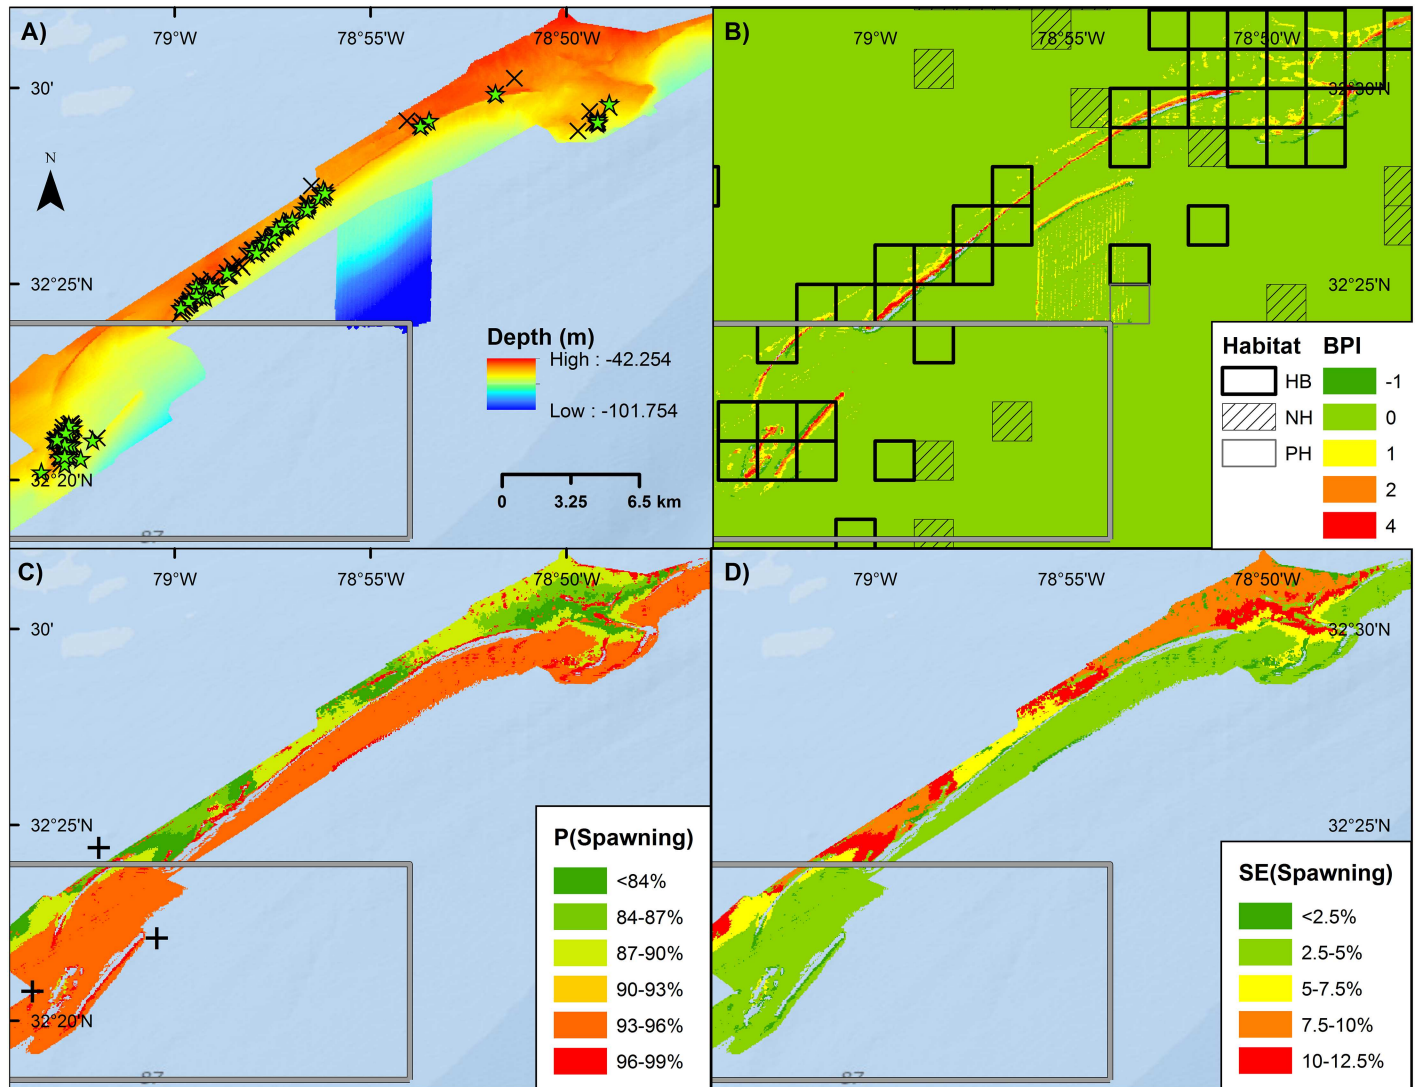 A)
79°W
78°55'W
78°50'W
30'
N
32°25'N
32°20'N
Depth (m)
High : -42.254
Low : -101.754
0
3.25
6.5 km
B)
79°W
78°55'W
78°50'W
32°30'N
32°25'N
Habitat
BPI
HB
-1
NH
0
PH
1
2
4
C)
79°W
78°55'W
78°50'W
30'
32°25'N
32°20'N
P(Spawning)
<84%
84-87%
87-90%
90-93%
93-96%
96-99%
D)
79°W
78°55'W
78°50'W
32°30'N
32°25'N
SE(Spawning)
<2.5%
2.5-5%
5-7.5%
7.5-10%
10-12.5%